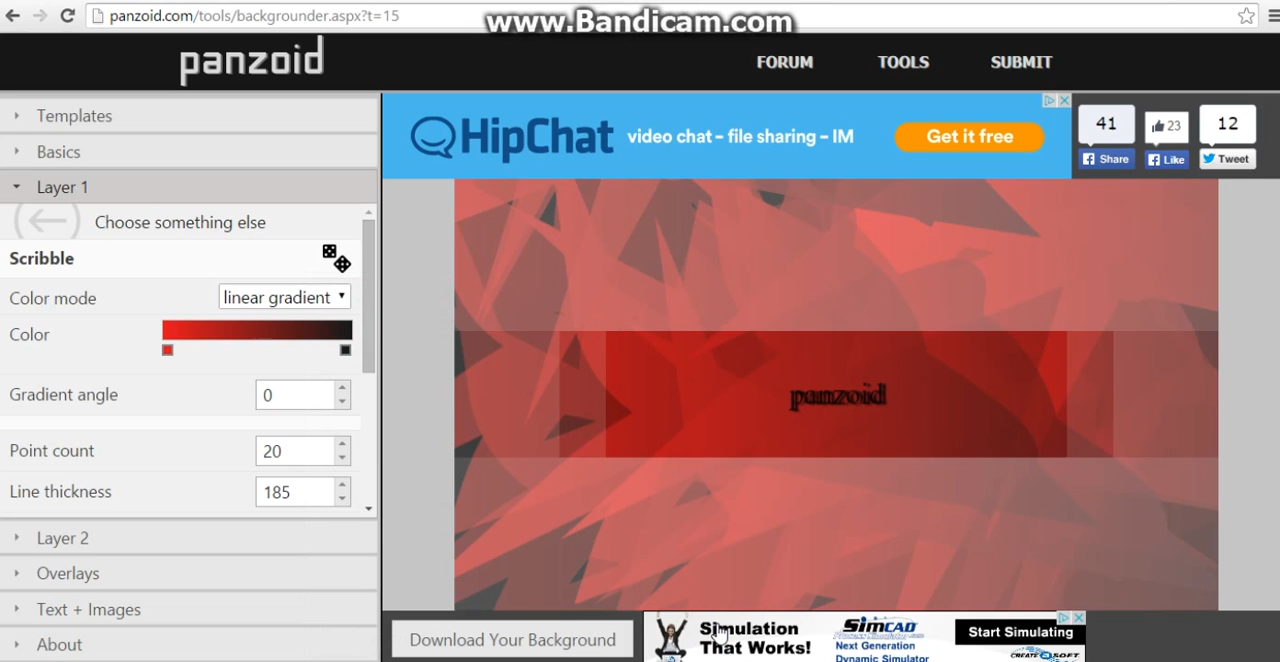 panzoid.com/tools/backgrounder.aspx?t=15
www.Bandicam.com
panzoid
FORUM
TOOLS
SUBMIT
Templates
Basics
Layer 1
Choose something else
Scribble
Color mode
linear gradient
Color
Gradient angle
0
Point count
20
Line thickness
185
Layer 2
Overlays
Text + Images
About
HipChat
video chat – file sharing – IM
Get it free
41
23
12
Share
Like
Tweet
panzoid
Download Your Background
Simulation
That Works!
SIMCAD
Next Generation
Dynamic Simulator
Start Simulating
CREATE A SOFT